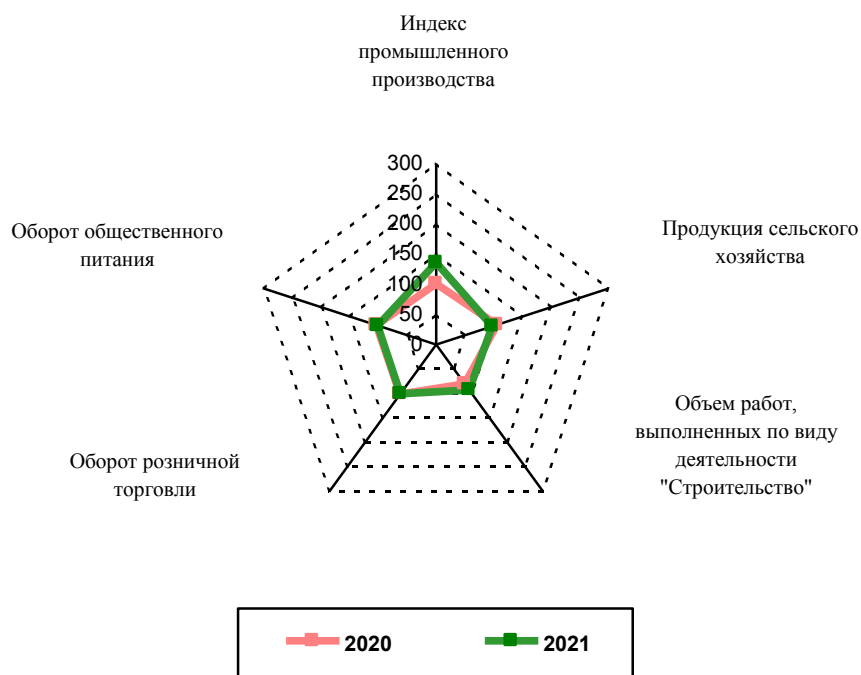 Индекс
промышленного
производства
300
250
200
150
100
50
0
Продукция сельского
хозяйства
Объем работ,
выполненных по виду
деятельности
"Строительство"
Оборот розничной
торговли
Оборот общественного
питания
2020
2021